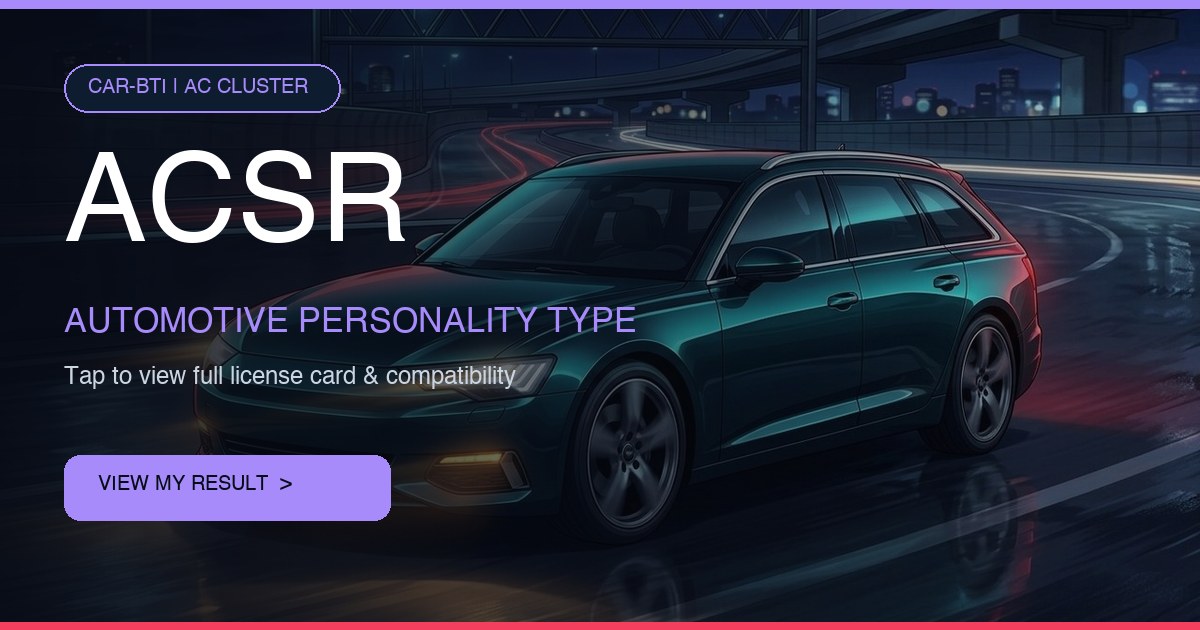 CAR-BTI | AC CLUSTER
ACSR
AUTOMOTIVE PERSONALITY TYPE
Tap to view full license card & compatibility
VIEW MY RESULT >